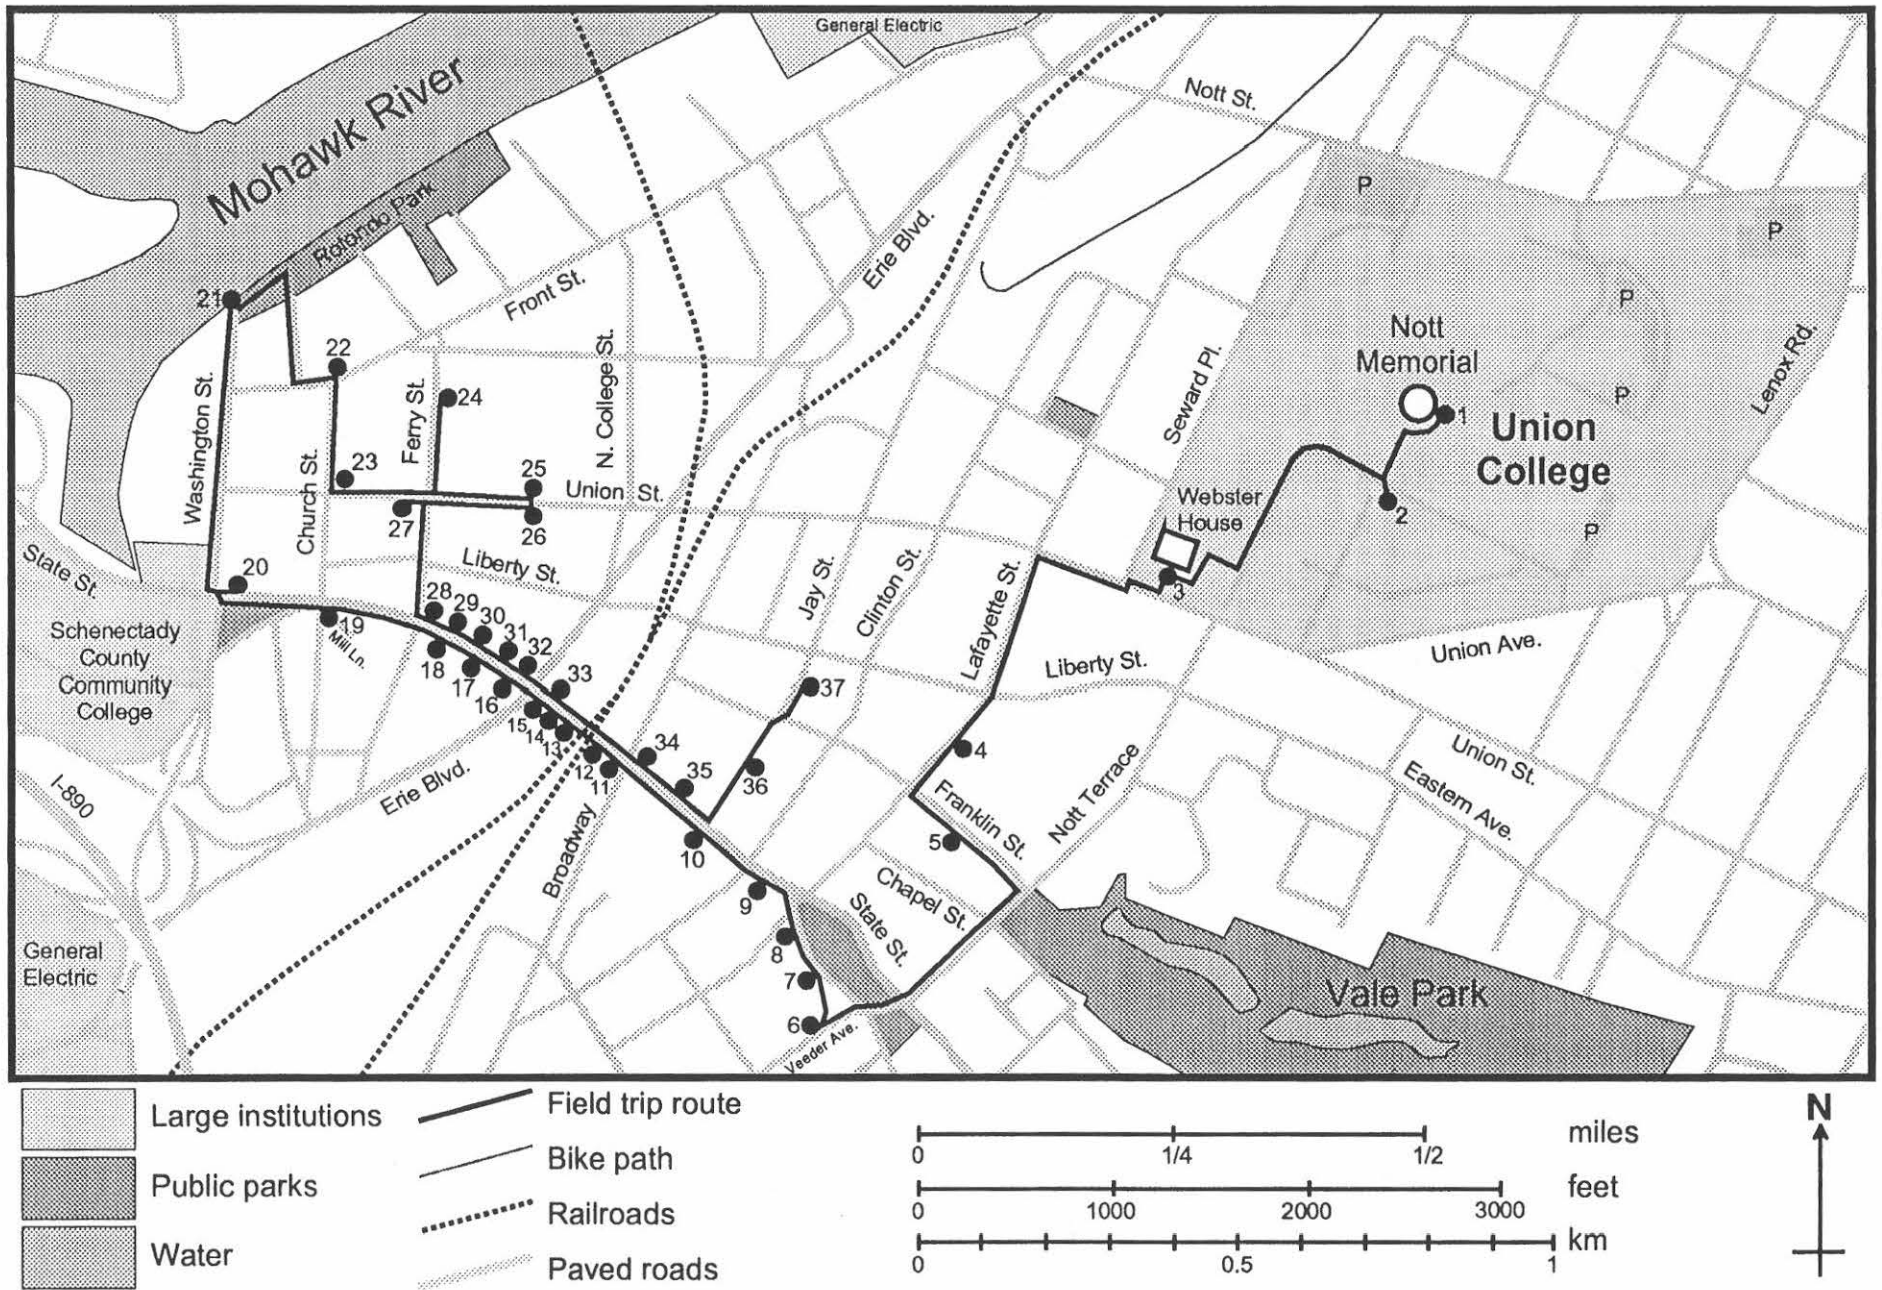 General Electric
Mohawk River
Nott St.
P
P
Rotondo Park
Erie Blvd.
Front St.
21
P
Nott
Memorial
Lenox Rd.
22
Washington St.
Ferry St.
24
N. College St.
Seward Pl.
P
1
Union
College
Church St.
23
25
Union St.
27
26
Webster
House
2
P
State St.
20
Liberty St.
3
Jay St.
Clinton St.
Lafayette St.
28
29
30
31
32
33
19
Mill Ln.
Schenectady
County
Community
College
18
17
16
15
14
13
12
11
Liberty St.
Union Ave.
37
34
35
36
4
Union St.
Eastern Ave.
I-890
Erie Blvd.
Broadway
10
Franklin St.
Nott Terrace
5
9
Chapel St.
State St.
8
7
6
Veeder Ave.
General
Electric
Vale Park
Large institutions
Public parks
Water
Field trip route
Bike path
Railroads
Paved roads
miles
0 1/4 1/2
feet
0 1000 2000 3000
km
0 0.5 1
N